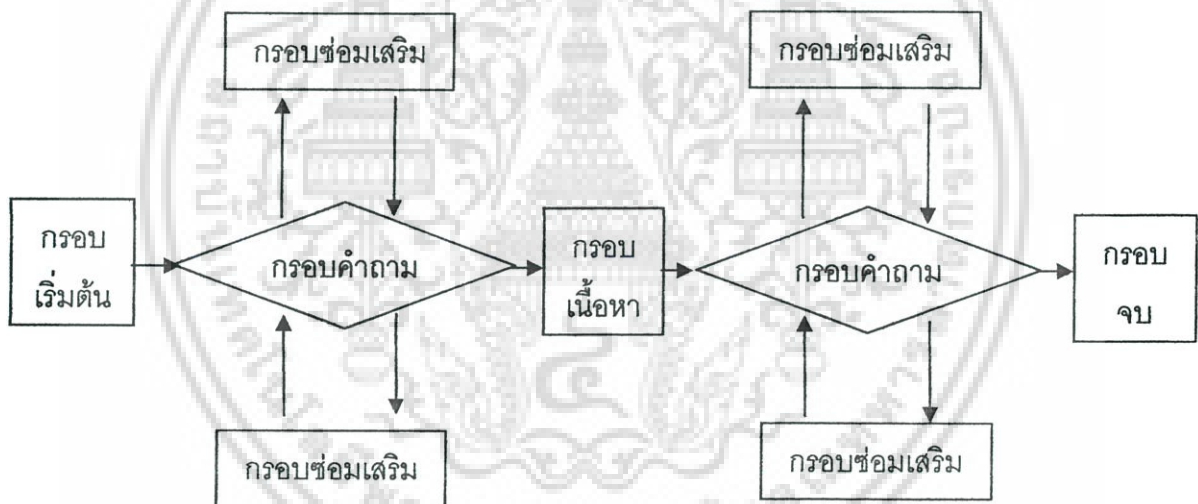 กรอบซ่อมเสริม
กรอบซ่อมเสริม
กรอบ
เริ่มต้น
กรอบคำถาม
กรอบ
เนื้อหา
กรอบคำถาม
กรอบ
จบ
กรอบซ่อมเสริม
กรอบซ่อมเสริม